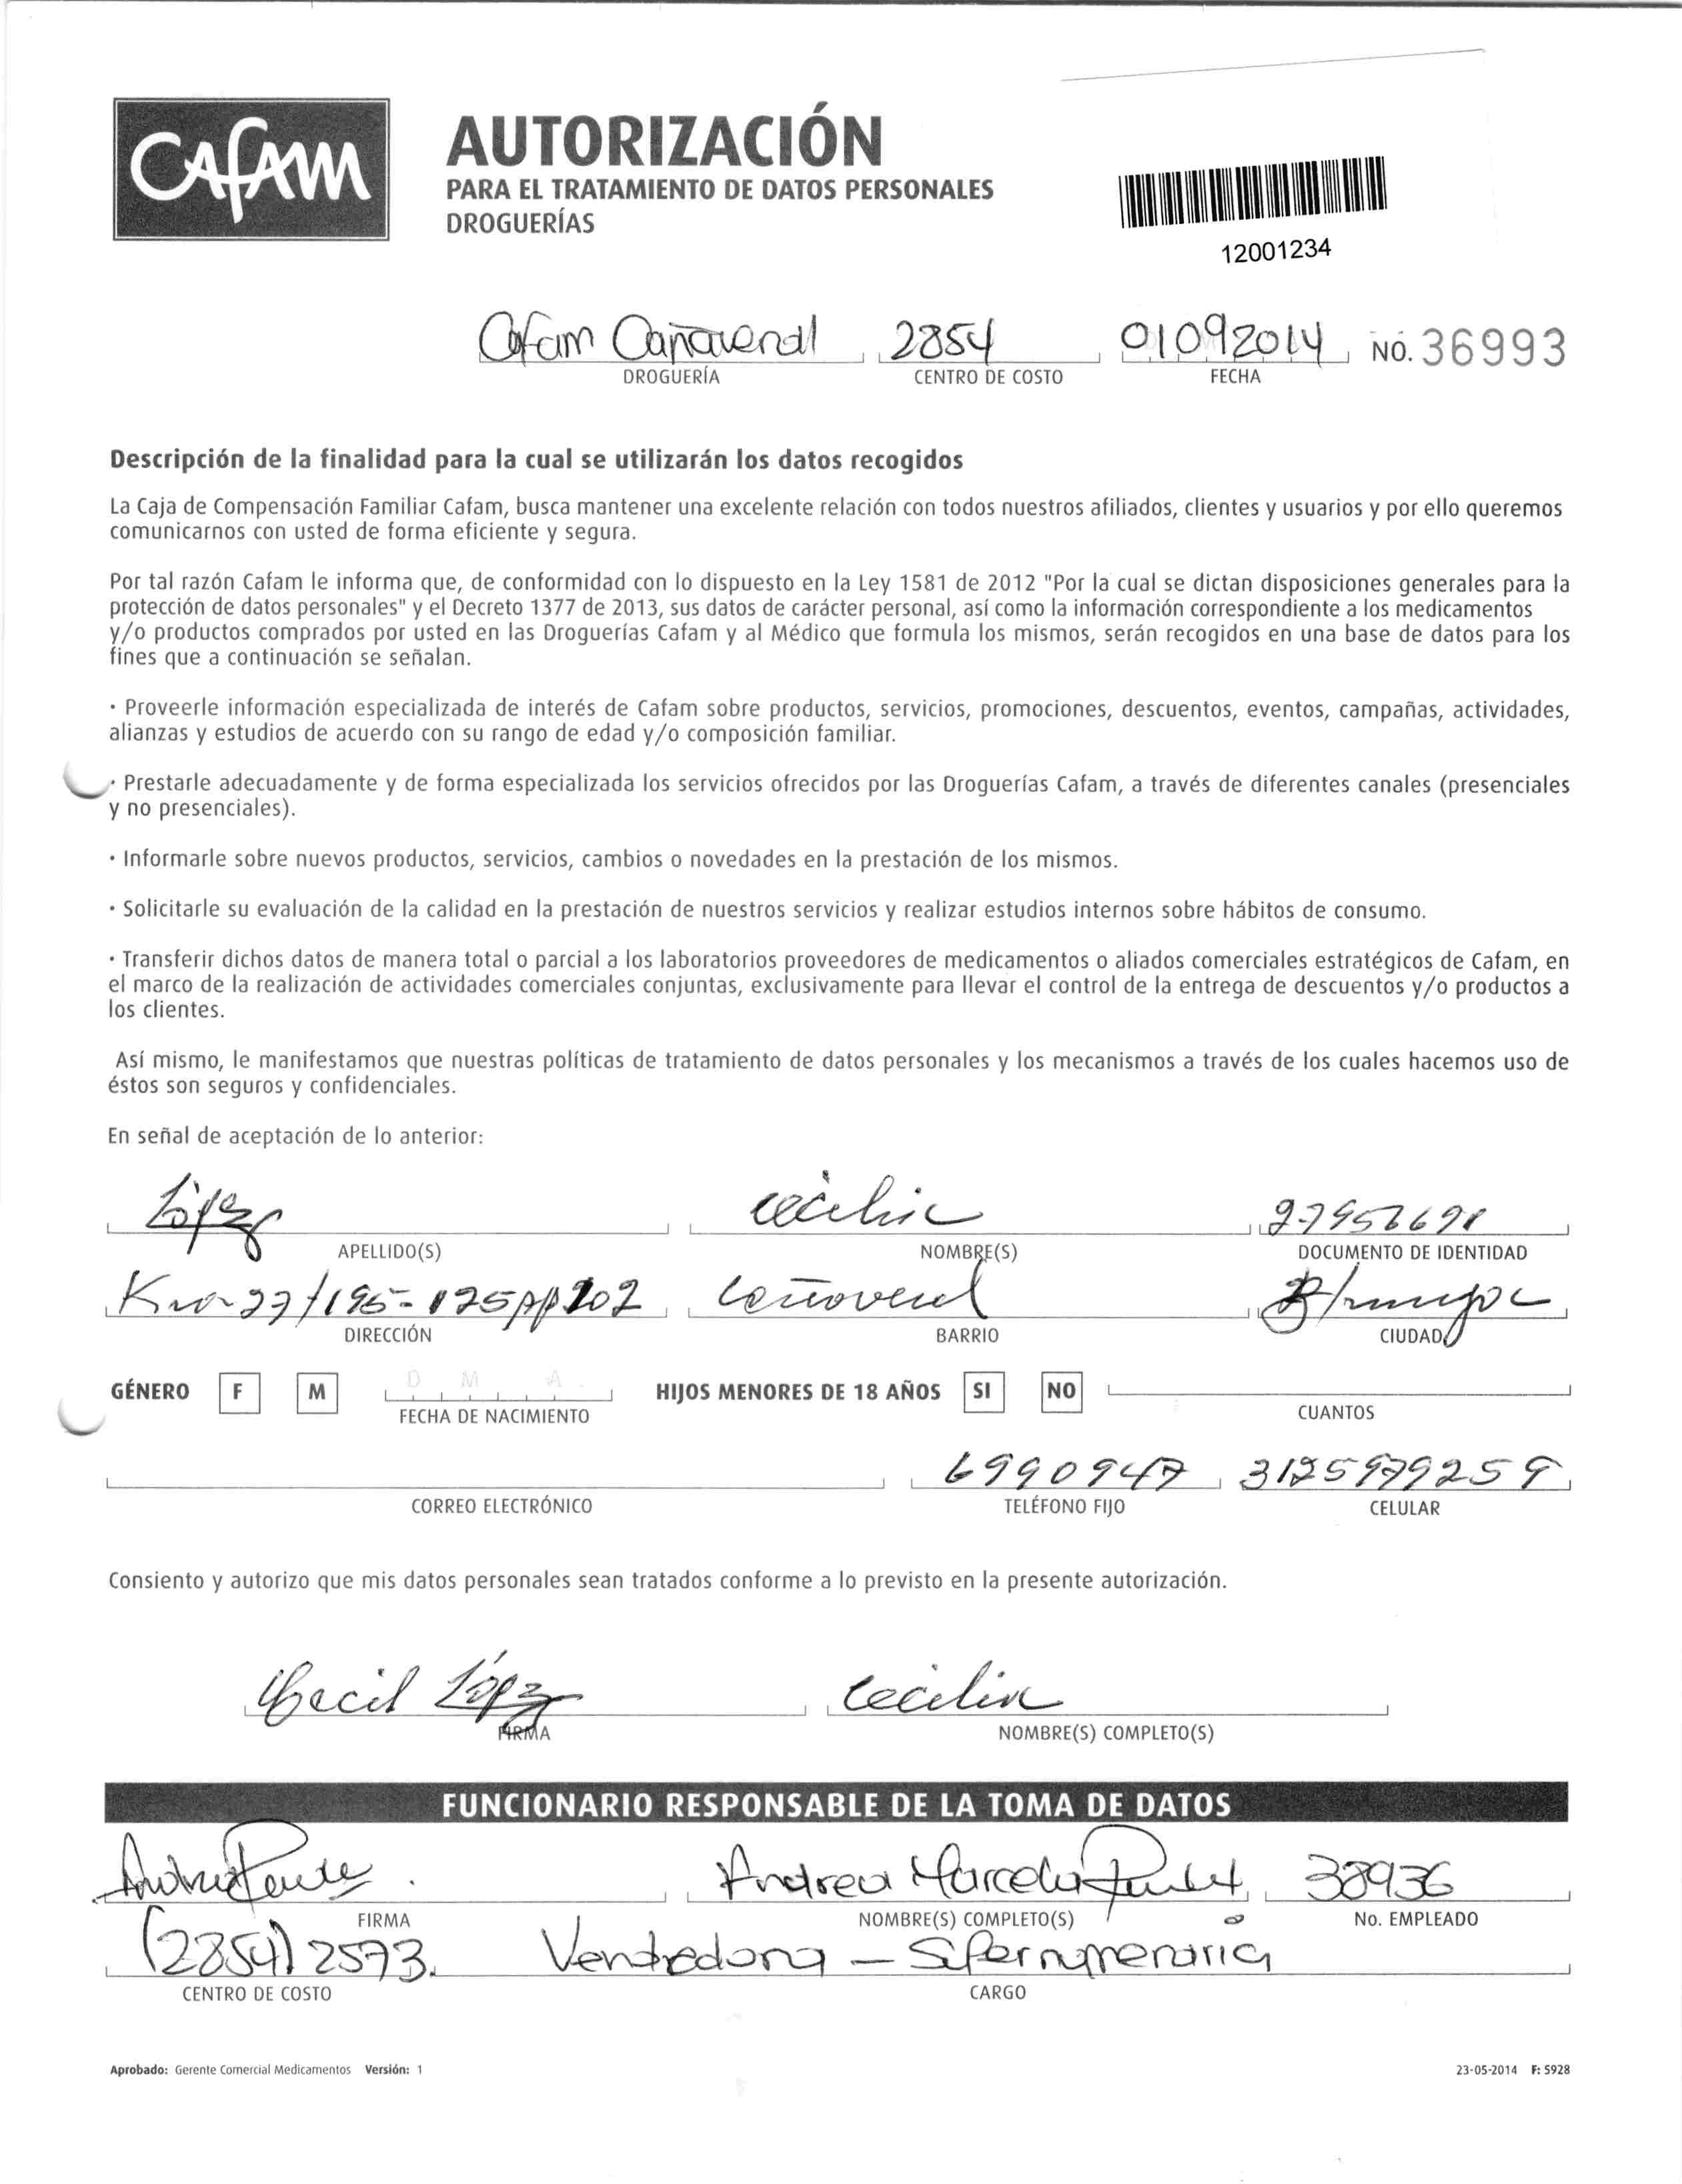 CAFAM
AUTORIZACIÓN
PARA EL TRATAMIENTO DE DATOS PERSONALES
DROGUERÍAS
12001234
Cafam Cañaveral 2854 01092014 NO. 36993
DROGUERÍA CENTRO DE COSTO FECHA
Descripción de la finalidad para la cual se utilizarán los datos recogidos
La Caja de Compensación Familiar Cafam, busca mantener una excelente relación con todos nuestros afiliados, clientes y usuarios y por ello queremos
comunicarnos con usted de forma eficiente y segura.
Por tal razón Cafam le informa que, de conformidad con lo dispuesto en la Ley 1581 de 2012 "Por la cual se dictan disposiciones generales para la
protección de datos personales" y el Decreto 1377 de 2013, sus datos de carácter personal, así como la información correspondiente a los medicamentos
y/o productos comprados por usted en las Droguerías Cafam y al Médico que formula los mismos, serán recogidos en una base de datos para los
fines que a continuación se señalan.
· Proveerle información especializada de interés de Cafam sobre productos, servicios, promociones, descuentos, eventos, campañas, actividades,
alianzas y estudios de acuerdo con su rango de edad y/o composición familiar.
· Prestarle adecuadamente y de forma especializada los servicios ofrecidos por las Droguerías Cafam, a través de diferentes canales (presenciales
y no presenciales).
· Informarle sobre nuevos productos, servicios, cambios o novedades en la prestación de los mismos.
· Solicitarle su evaluación de la calidad en la prestación de nuestros servicios y realizar estudios internos sobre hábitos de consumo.
· Transferir dichos datos de manera total o parcial a los laboratorios proveedores de medicamentos o aliados comerciales estratégicos de Cafam, en
el marco de la realización de actividades comerciales conjuntas, exclusivamente para llevar el control de la entrega de descuentos y/o productos a
los clientes.
Así mismo, le manifestamos que nuestras políticas de tratamiento de datos personales y los mecanismos a través de los cuales hacemos uso de
éstos son seguros y confidenciales.
En señal de aceptación de lo anterior:
López cecilia
APELLIDO(S) NOMBRE(S) DOCUMENTO DE IDENTIDAD
Cañaveral B/manga
DIRECCIÓN BARRIO CIUDAD
GÉNERO F M D M A HIJOS MENORES DE 18 AÑOS SI NO
FECHA DE NACIMIENTO CUANTOS
6990947
CORREO ELECTRÓNICO TELÉFONO FIJO CELULAR
Consiento y autorizo que mis datos personales sean tratados conforme a lo previsto en la presente autorización.
López cecilia
FIRMA NOMBRE(S) COMPLETO(S)
FUNCIONARIO RESPONSABLE DE LA TOMA DE DATOS
Andrea Marcela 38936
FIRMA NOMBRE(S) COMPLETO(S) No. EMPLEADO
(2854) 2573.
CENTRO DE COSTO CARGO
Aprobado: Gerente Comercial Medicamentos Versión: 1 23-05-2014 F: 5928